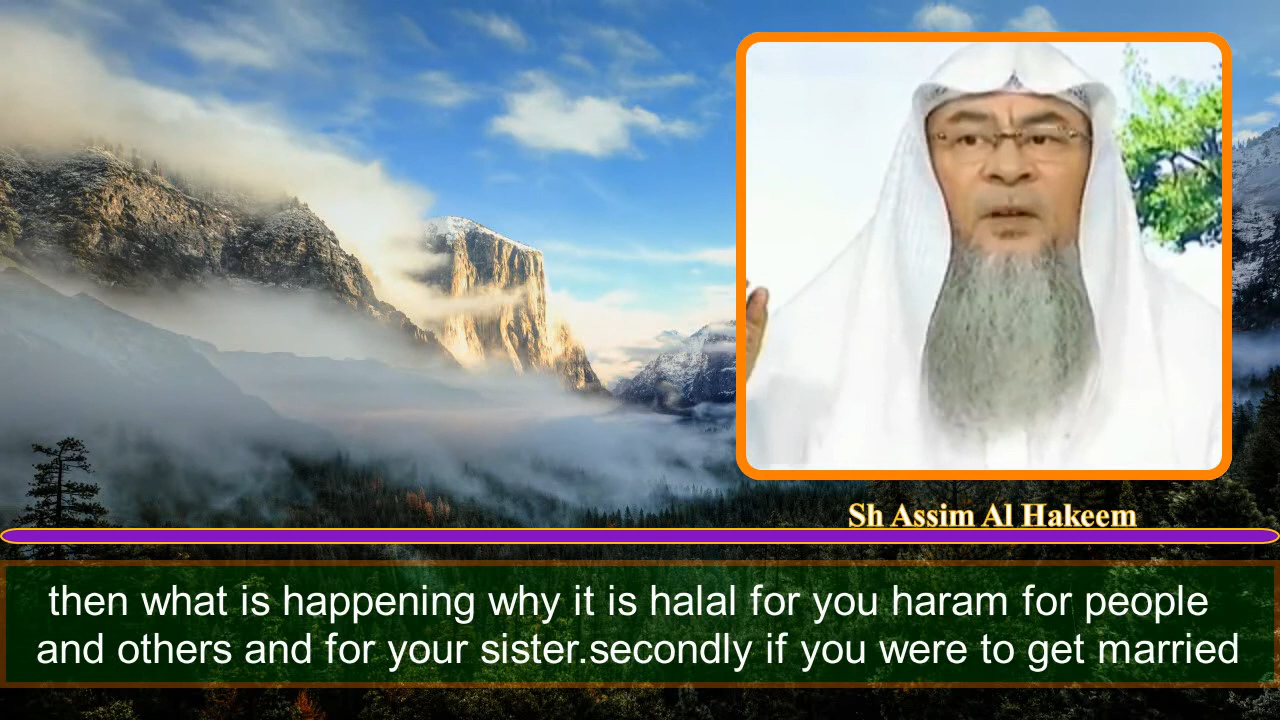 Sh Assim Al Hakeem
then what is happening why it is halal for you haram for people
and others and for your sister.secondly if you were to get married